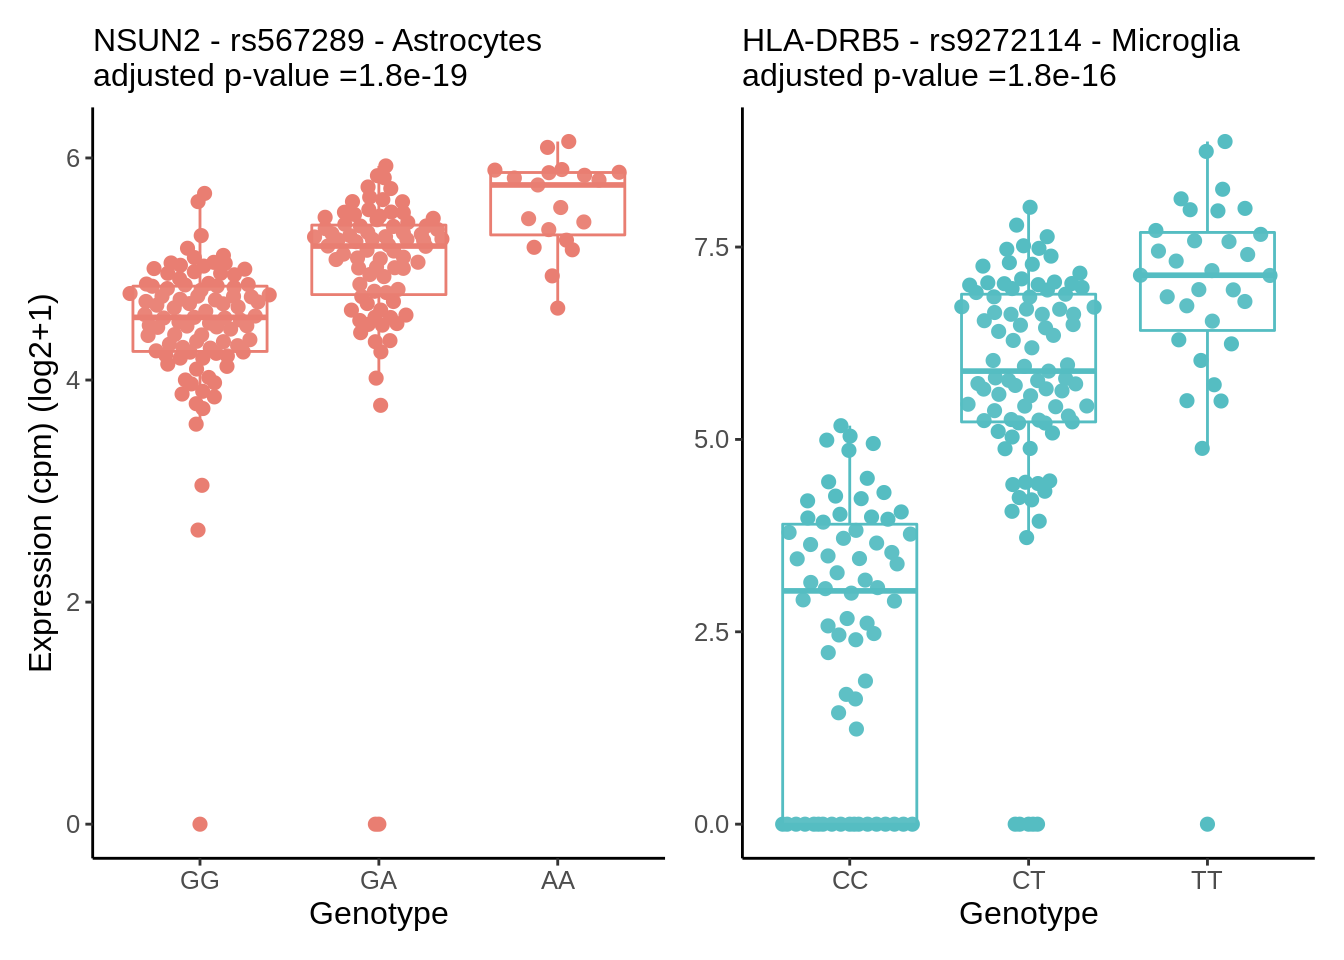 NSUN2 - rs567289 - Astrocytes
adjusted p-value =1.8e-19
HLA-DRB5 - rs9272114 - Microglia
adjusted p-value =1.8e-16
Expression (cpm) (log2+1)
6
4
2
0
GG GA AA
Genotype
7.5
5.0
2.5
0.0
CC CT TT
Genotype